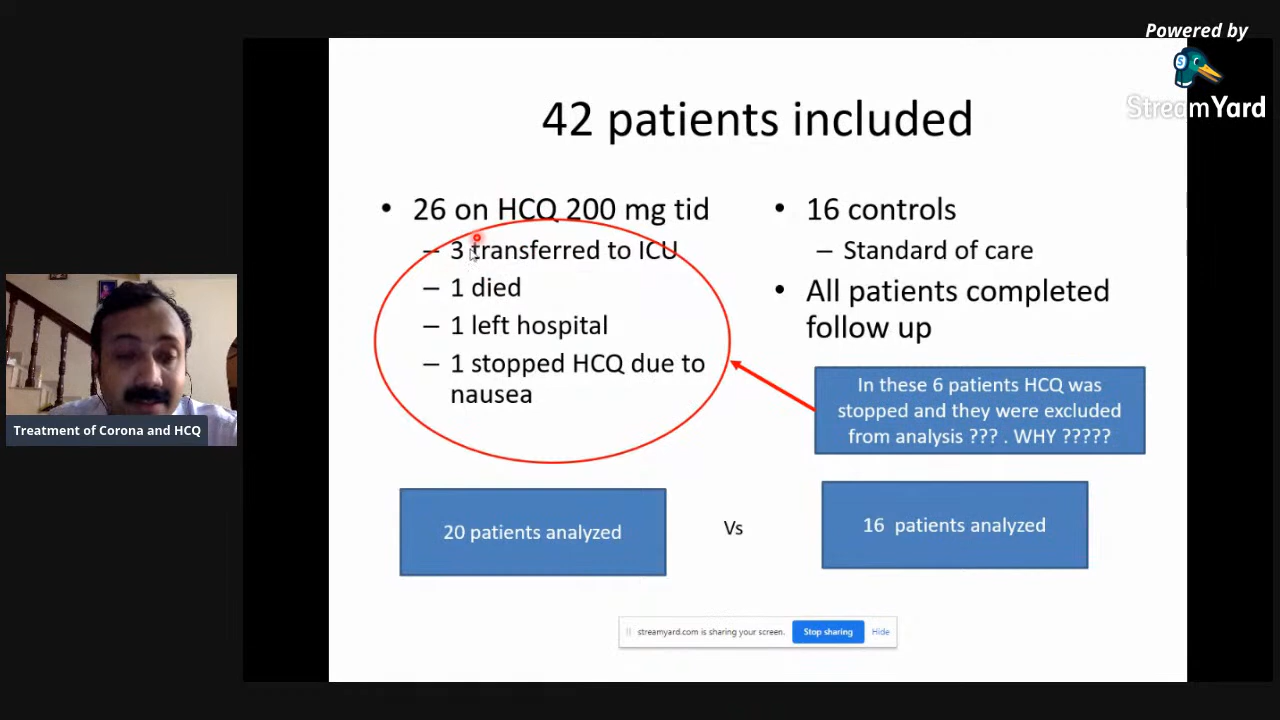 Powered by
StreamYard
42 patients included
• 26 on HCQ 200 mg tid
– 3 transferred to ICU
– 1 died
– 1 left hospital
– 1 stopped HCQ due to
nausea
• 16 controls
– Standard of care
• All patients completed
follow up
In these 6 patients HCQ was
stopped and they were excluded
from analysis ??? . WHY ?????
20 patients analyzed
Vs
16 patients analyzed
Treatment of Corona and HCQ
streamyard.com is sharing your screen.
Stop sharing
Hide